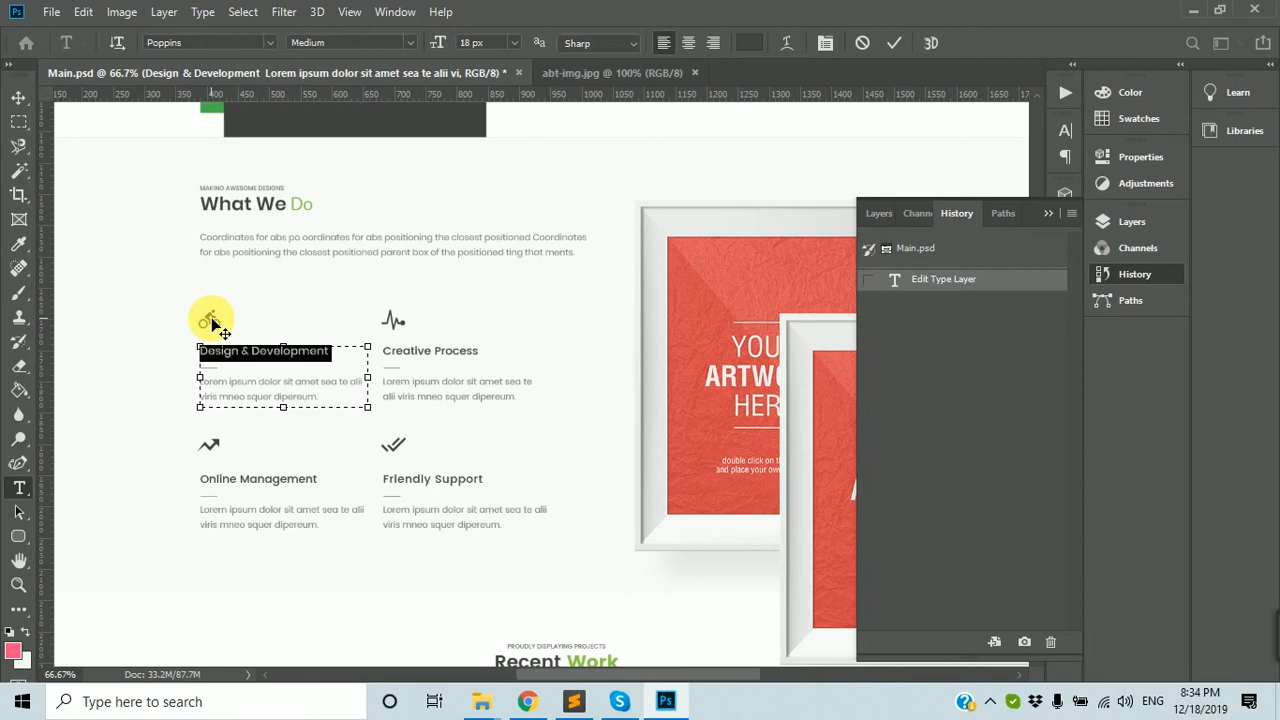 Ps File Edit Image Layer Type Select Filter 3D View Window Help
Poppins Medium 18 px Sharp 3D
Main.psd @ 66.7% (Design & Development Lorem ipsum dolor sit amet sea te alii vi, RGB/8) * × abt-img.jpg @ 100% (RGB/8) ×
150 200 250 300 350 400 450 500 550 600 650 700 750 800 850 900 950 1000 1050 1100 1150 1200 1250 1300 1350 1400 1450 1500
Color
Swatches
Properties
Adjustments
Layers
Channels
History
Paths
Learn
Libraries
MAKING AWESOME DESIGNS
What We Do
Coordinates for abs po oordinates for abs positioning the closest positioned Coordinates
for abs positioning the closest positioned parent box of the positioned ting that ments.
Design & Development
Lorem ipsum dolor sit amet sea te alii
viris mneo squer dipereum.
Creative Process
Lorem ipsum dolor sit amet sea te
alii viris mneo squer dipereum.
Online Management
Lorem ipsum dolor sit amet sea te alii
viris mneo squer dipereum.
Friendly Support
Lorem ipsum dolor sit amet sea te alii
viris mneo squer dipereum.
YOU
ARTWO
HERE
double click on th
and place your own
Layers Channe History Paths
Main.psd
Edit Type Layer
PROUDLY DISPLAYING PROJECTS
Recent Work
66.67% Doc: 33.2M/87.7M
Type here to search
ENG
8:34 PM
12/18/2019